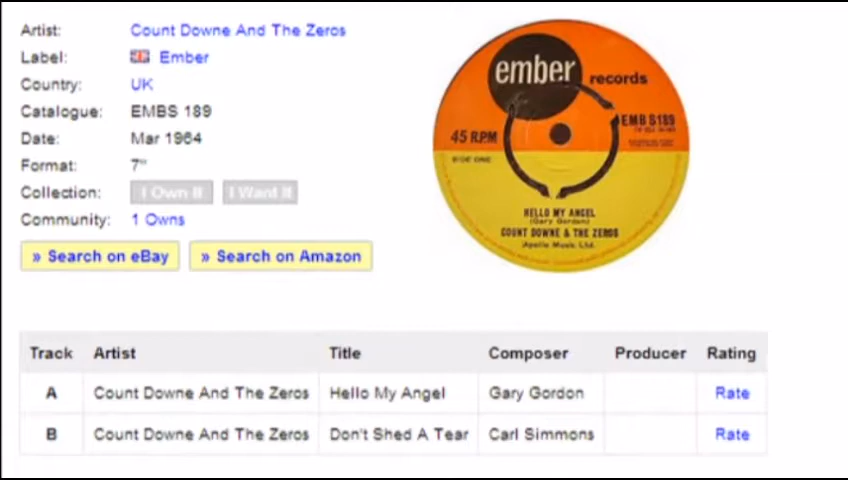 Artist: Count Downe And The Zeros
Label: Ember
Country: UK
Catalogue: EMBS 189
Date: Mar 1964
Format: 7"
Collection: I Own It I Want It
Community: 1 Owns
» Search on eBay » Search on Amazon
ember records
EMB S189
45 RPM
SIDE ONE
HELLO MY ANGEL
(Gary Gordon)
COUNT DOWNE & THE ZEROS
(Apollo Music Ltd.
Track Artist Title Composer Producer Rating
A Count Downe And The Zeros Hello My Angel Gary Gordon Rate
B Count Downe And The Zeros Don't Shed A Tear Carl Simmons Rate